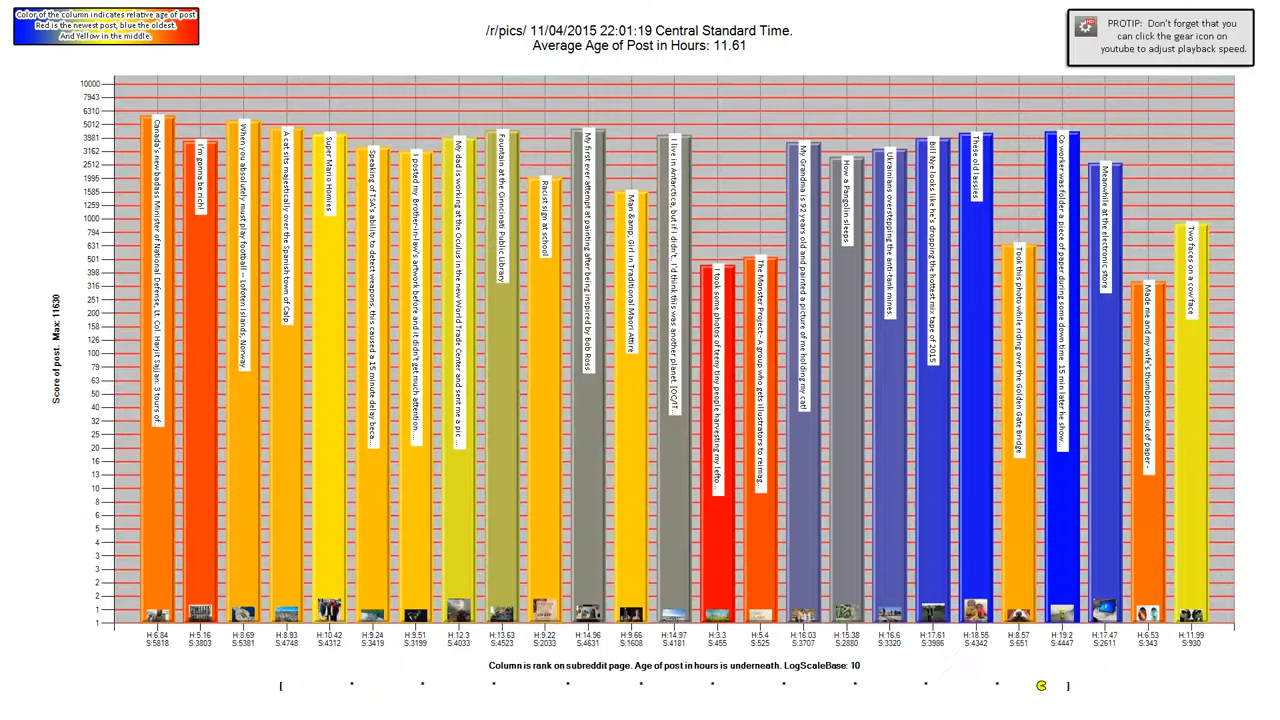 Color of the column indicates relative age of post
Red is the newest post, blue the oldest.
And Yellow in the middle.
/r/pics/ 11/04/2015 22:01:19 Central Standard Time.
Average Age of Post in Hours: 11.61
PROTIP: Don't forget that you
can click the gear icon on
youtube to adjust playback speed.
Score of post. Max: 11630
10000
7943
6310
5012
3981
3162
2512
1995
1585
1259
1000
794
631
501
398
316
251
200
158
126
100
79
63
50
40
32
25
20
16
13
10
8
6
5
4
3
3
2
2
1
1
Canada's new badass Minister of National Defense, Lt. Col. Harjit Sajjan: 3 tours of
I'm gonna be rich!
When you absolutely must play football -- Lofoten Islands, Norway.
A cat sits majestically over the Spanish town of Calp.
Super Mario Homies
Speaking of TSA's ability to detect weapons, this caused a 15 minute delay beca...
I posted my Brother-in-law's artwork before and it didn't get much attention. ...
My dad is working at the Oculus in the new World Trade Center and sent me a pic ...
Fountain at the Cinncinati Public Library
Racist sign at school
My first ever attempt at painting after being inspired by Bob Ross
Man &amp; Girl in Traditional Maori Attire
I live in Antarctica, but if I didn't.. I'd think this was another planet. [OC/IT...
I took some photos of teeny tiny people harvesting my lefto...
The Monster Project - A group who gets illustrators to reimag...
My Grandma is 92 years old and painted a picture of me holding my cat!
How a Pangolin sleeps
Ukrainians overstepping the anti-tank mines
Bill Nye looks like he's dropping the hottest mix tape of 2015
These old lassies
Co worker was folder a piece of paper during some down time. 15 min later he show...
Meanwhile at the electronic store
Took this photo while riding over the Golden Gate Bridge
Made me and my wife's thumbprints out of paper -
Two faces on a cow face
H:6.84 H:5.16 H:8.69 H:8.93 H:10.42 H:9.24 H:9.51 H:12.3 H:13.63 H:9.22 H:14.96 H:9.66 H:14.97 H:3.3 H:5.4 H:16.03 H:15.38 H:16.6 H:17.61 H:18.55 H:8.57 H:19.2 H:17.47 H:6.53 H:11.99
S:5818 S:3803 S:5381 S:4748 S:4312 S:3419 S:3199 S:4033 S:4523 S:2033 S:4631 S:1608 S:4181 S:455 S:525 S:3707 S:2880 S:3320 S:3986 S:4342 S:651 S:4447 S:2611 S:343 S:930
Column is rank on subreddit page. Age of post in hours is underneath. LogScaleBase: 10